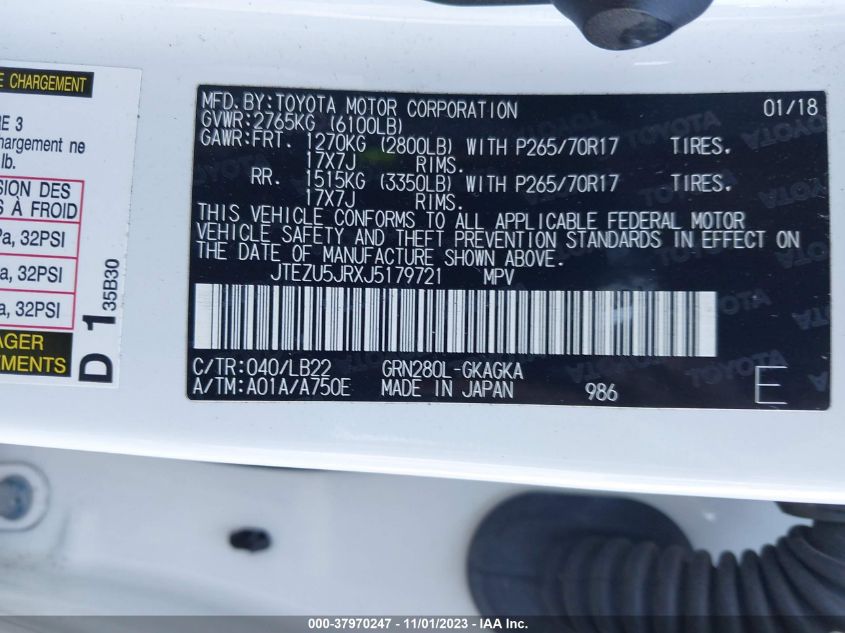 E CHARGEMENT
RE 3
chargement ne
lb.
SION DES
S À FROID
Pa, 32PSI
a, 32PSI
a, 32PSI
AGER
TMENTS
D 1 35B30
MFD.BY:TOYOTA MOTOR CORPORATION 01/18
GVWR:2765KG (6100LB)
GAWR:FRT. 1270KG (2800LB) WITH P265/70R17 TIRES.
17X7J RIMS.
RR. 1515KG (3350LB) WITH P265/70R17 TIRES.
17X7J RIMS.
THIS VEHICLE CONFORMS TO ALL APPLICABLE FEDERAL MOTOR
VEHICLE SAFETY AND THEFT PREVENTION STANDARDS IN EFFECT ON
THE DATE OF MANUFACTURE SHOWN ABOVE.
JTEZU5JRXJ5179721 MPV
C/TR:040/LB22 GRN280L-GKAGKA
A/TM:A01A/A750E MADE IN JAPAN 986 E
000-37970247 - 11/01/2023 - IAA Inc.